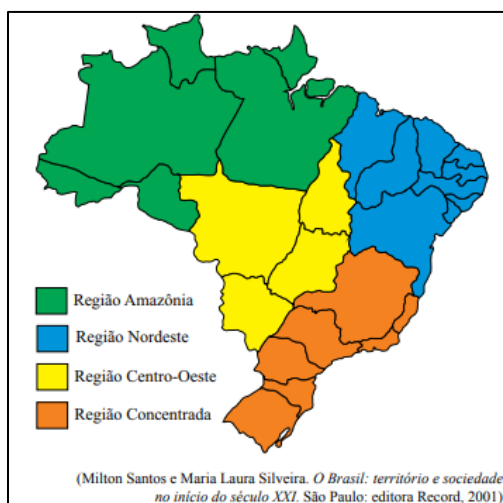 Região Amazônia
Região Nordeste
Região Centro-Oeste
Região Concentrada
(Milton Santos e Maria Laura Silveira. O Brasil: território e sociedade
no início do século XXI. São Paulo: editora Record, 2001)